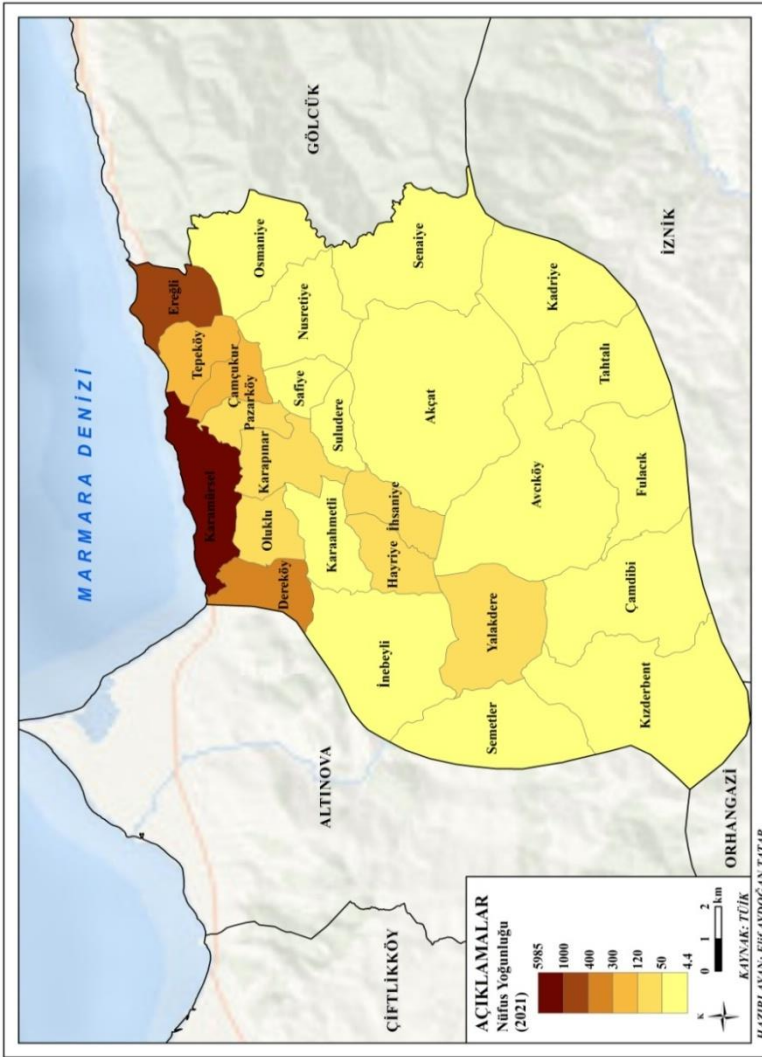 MARMARA DENİZİ
Ereğli
Tepeköy
Çamçukur
Pazarköy
Karamürsel
Karapınar
Oluklu
Dereköy
Osmaniye
Nusretiye
Safiye
Suludere
Karaahmetli
İhsaniye
Hayriye
İnebeyli
Senaiye
Akçat
Avcıköy
Yalakdere
Semetler
Kadriye
Tahtalı
Fulacık
Çamdibi
Kızderbent
GÖLCÜK
İZNİK
ALTINOVA
ÇİFTLİKKÖY
ORHANGAZİ
AÇIKLAMALAR
Nüfus Yoğunluğu
(2021)
5985
1000
400
300
120
50
4.4
K
0 1 2
km
KAYNAK: TÜİK